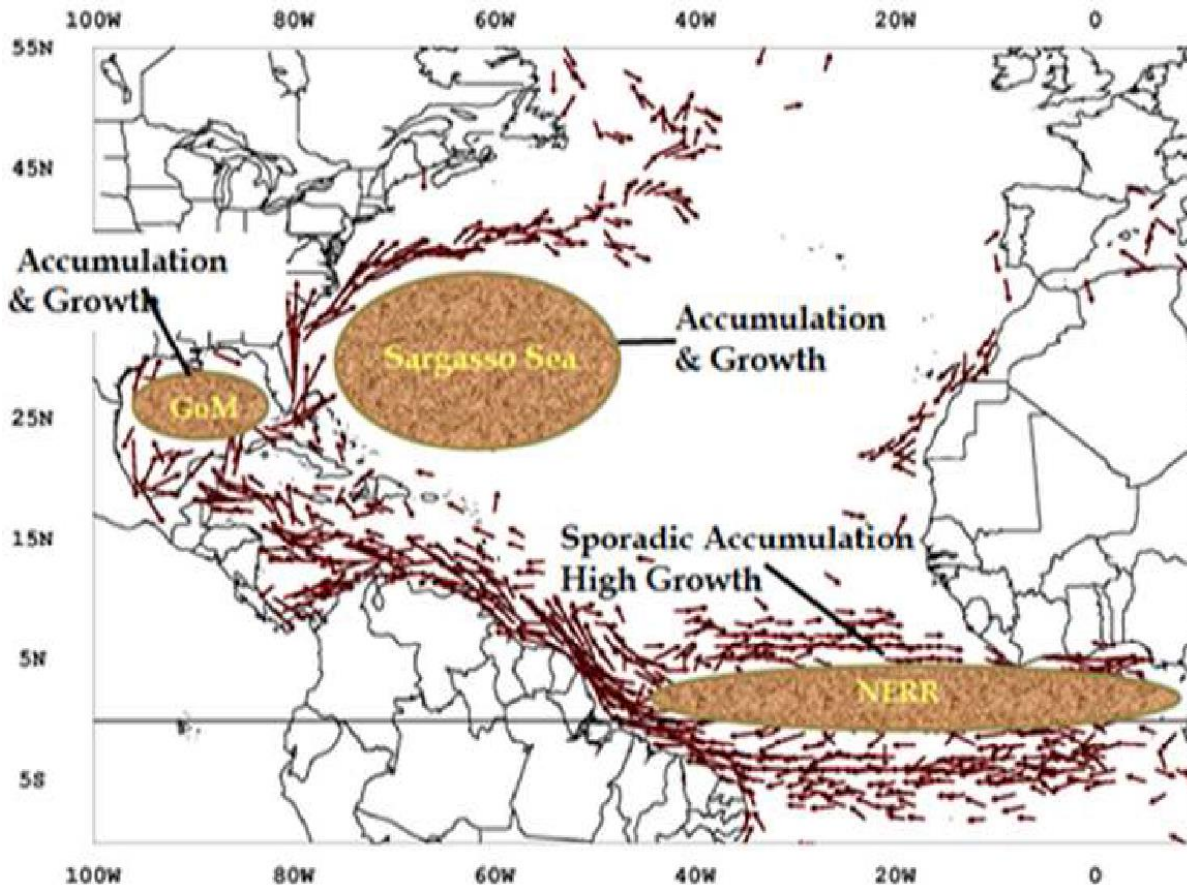 100W 80W 60W 40W 20W 0
55N
45N
Accumulation
& Growth
Accumulation
& Growth
Sargasso Sea
GoM
25N
15N
Sporadic Accumulation
High Growth
5N
NERR
5S
100W 80W 60W 40W 20W 0